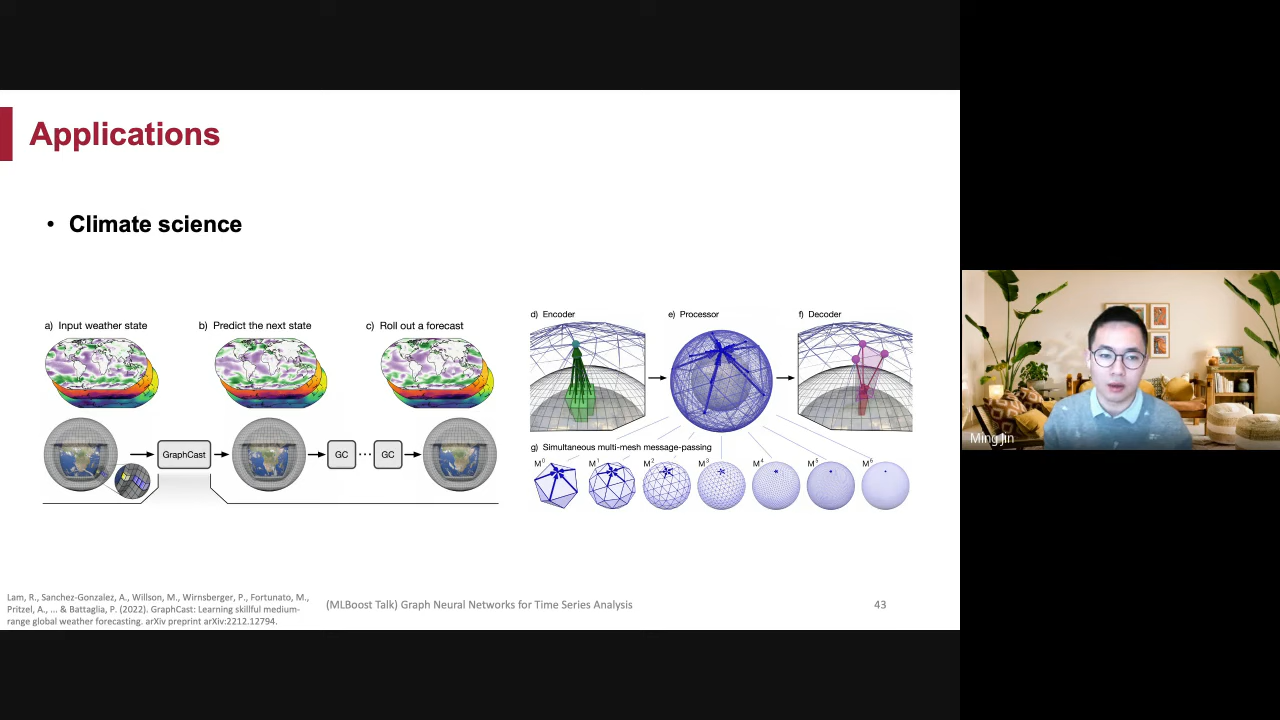 Applications
• Climate science
a) Input weather state
b) Predict the next state
c) Roll out a forecast
GraphCast
GC
...
GC
d) Encoder
e) Processor
f) Decoder
g) Simultaneous multi-mesh message-passing
M0
M1
M2
M3
M4
M5
M6
Lam, R., Sanchez-Gonzalez, A., Willson, M., Wirnsberger, P., Fortunato, M.,
Pritzel, A., ... & Battaglia, P. (2022). GraphCast: Learning skillful medium-
range global weather forecasting. arXiv preprint arXiv:2212.12794.
(MLBoost Talk) Graph Neural Networks for Time Series Analysis
43
Ming Jin